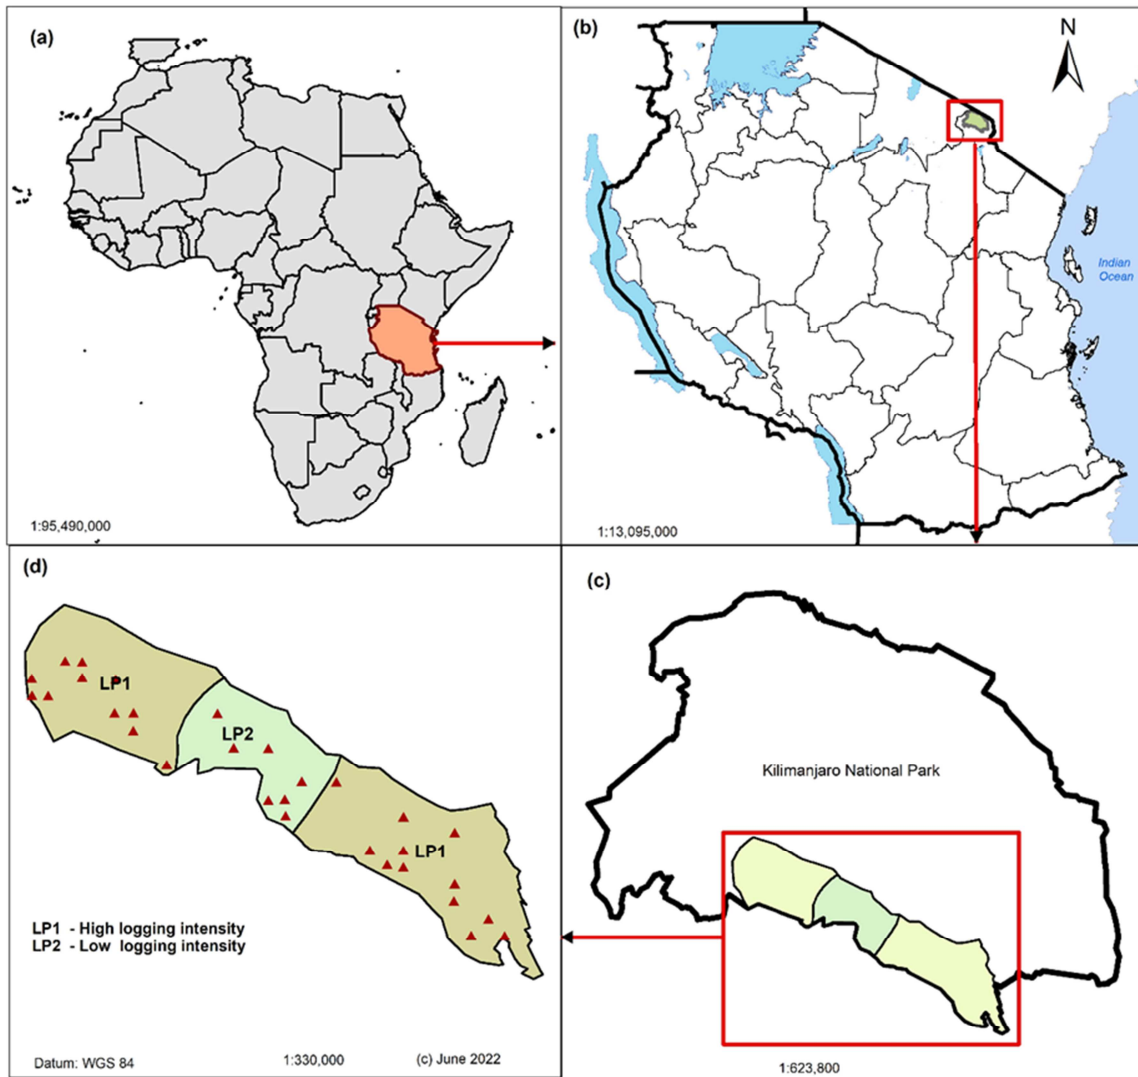 (a)
1:95,490,000
(b)
N
Indian
Ocean
1:13,095,000
(d)
LP1
LP2
LP1
LP1 - High logging intensity
LP2 - Low logging intensity
Datum: WGS 84
1:330,000
(c) June 2022
(c)
Kilimanjaro National Park
1:623,800